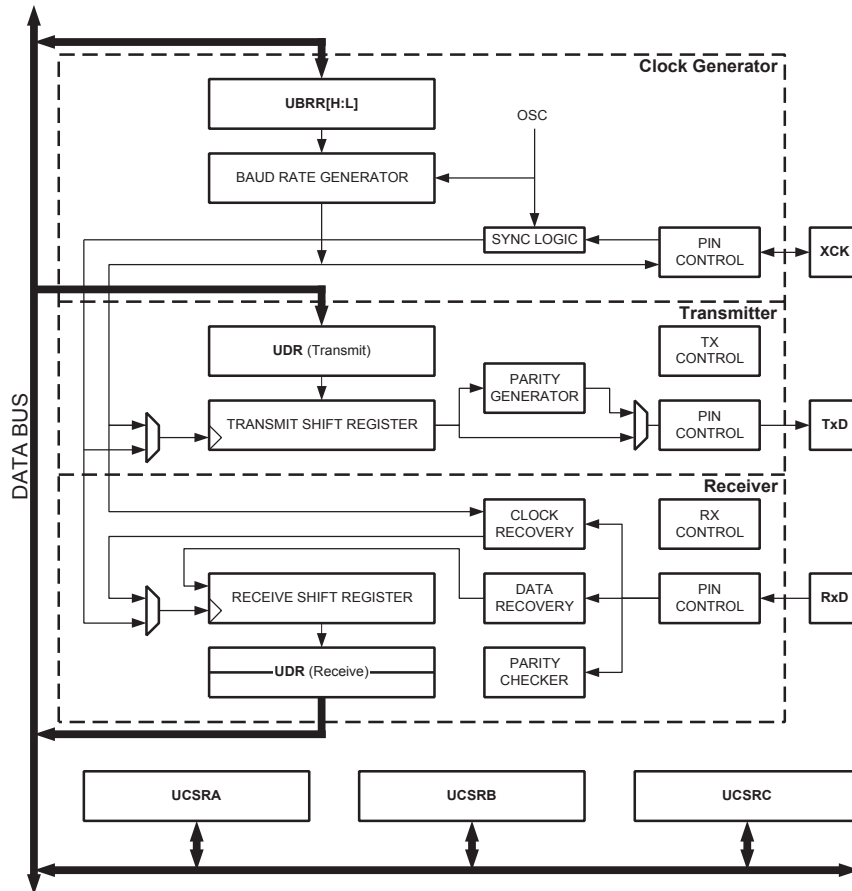 Clock Generator
UBRR[H:L]
OSC
BAUD RATE GENERATOR
SYNC LOGIC
PIN
CONTROL
XCK
Transmitter
UDR (Transmit)
TX
CONTROL
PARITY
GENERATOR
TRANSMIT SHIFT REGISTER
PIN
CONTROL
TxD
DATA BUS
Receiver
CLOCK
RECOVERY
RX
CONTROL
RECEIVE SHIFT REGISTER
DATA
RECOVERY
PIN
CONTROL
RxD
UDR (Receive)
PARITY
CHECKER
UCSRA
UCSRB
UCSRC